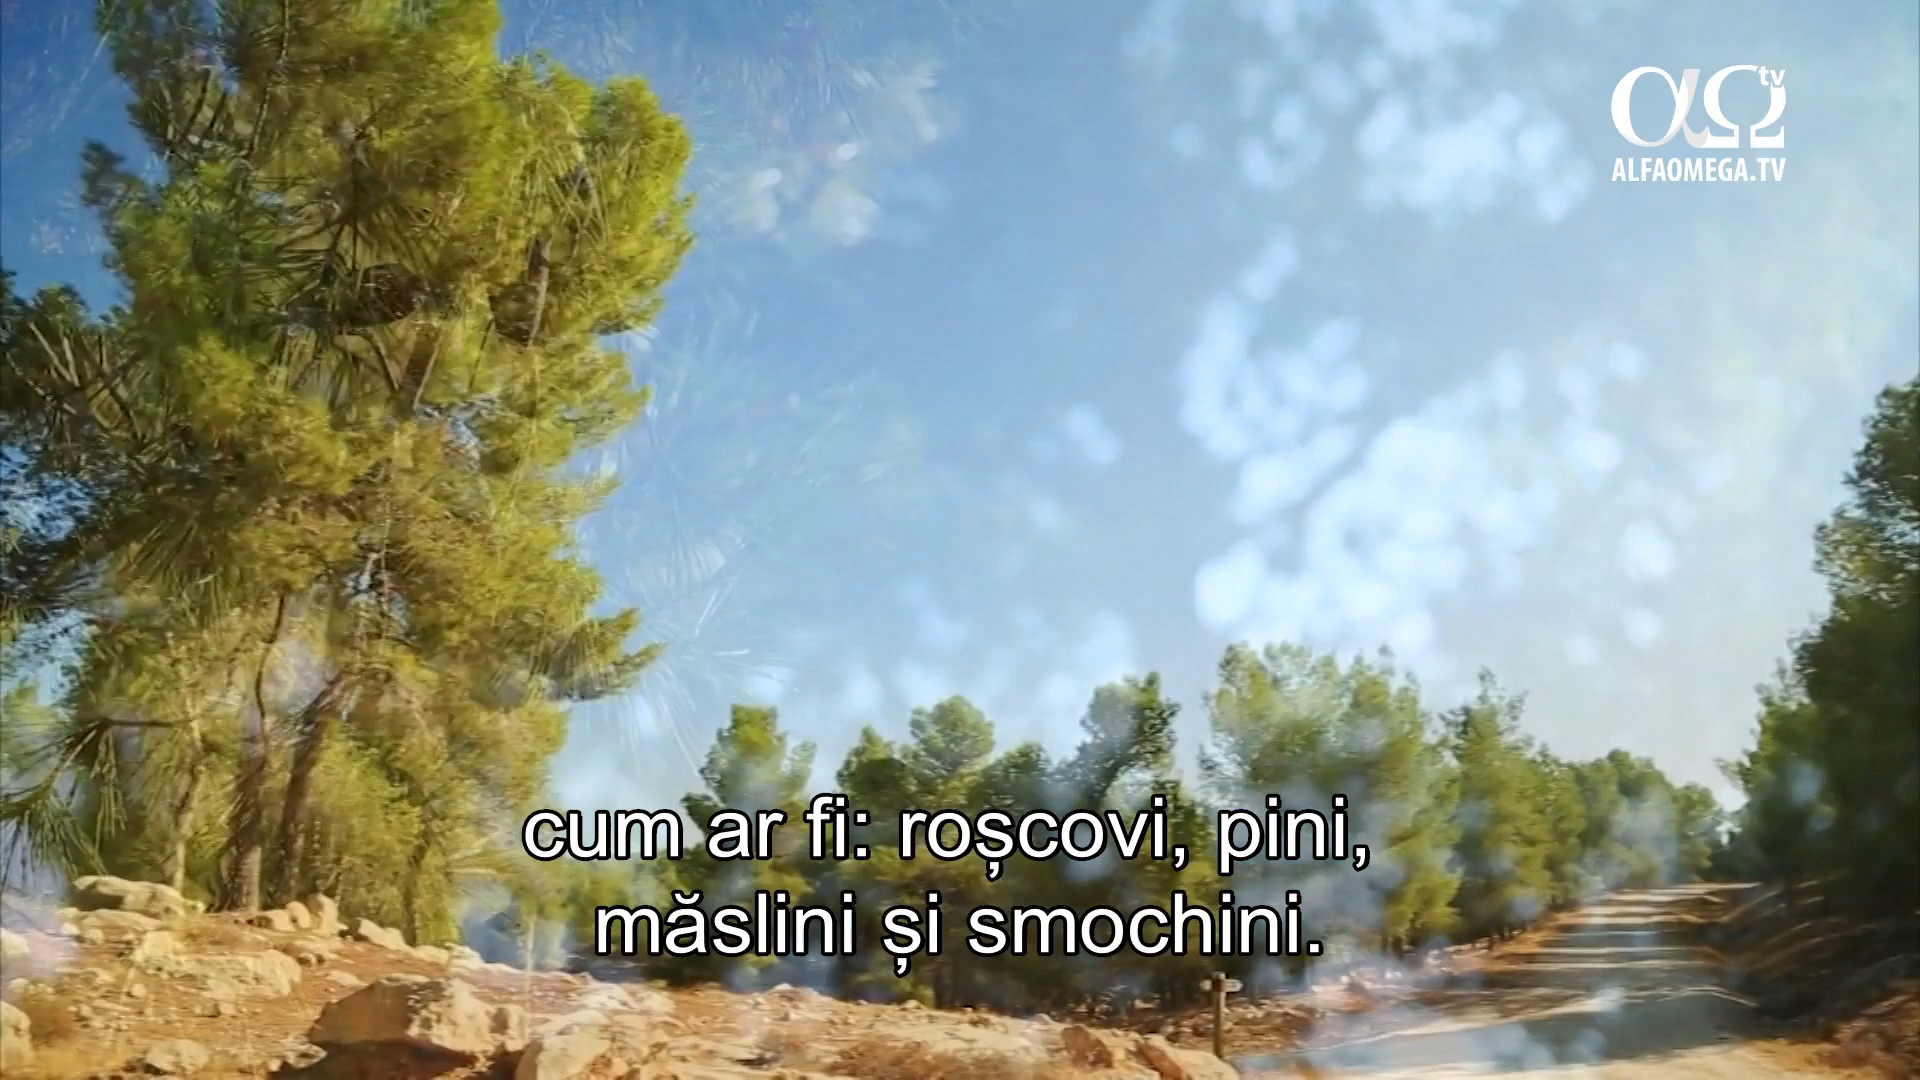 αΩ tv
ALFAOMEGA.TV
cum ar fi: roșcovi, pini,
măslini și smochini.